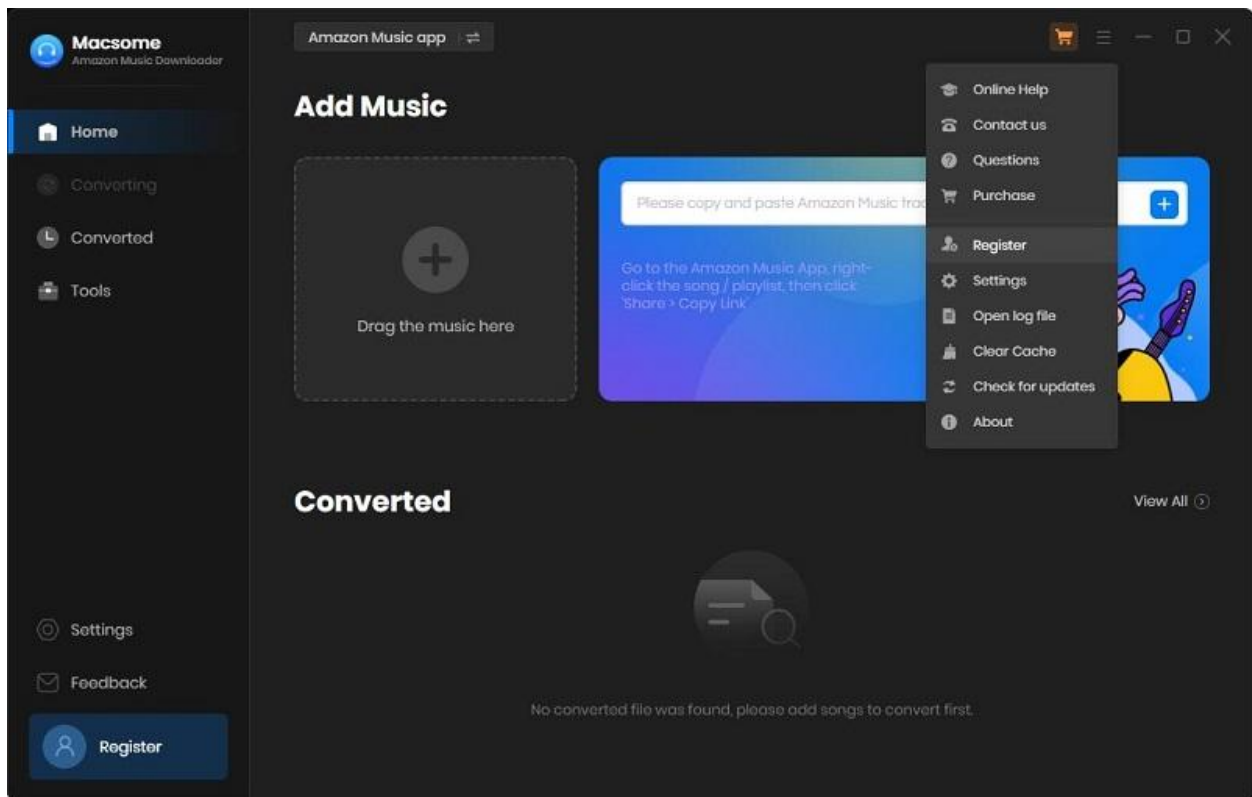 Macsome
Amazon Music Downloader
Home
Converting
Converted
Tools
Settings
Feedback
Register
Amazon Music app
Add Music
Drag the music here
Please copy and paste Amazon Music
Go to the Amazon Music App, right-
click the song / playlist, then click
'Share > Copy Link'
Online Help
Contact us
Questions
Purchase
Register
Settings
Open log file
Clear Cache
Check for updates
About
Converted
View All
No converted file was found, please add songs to convert first.